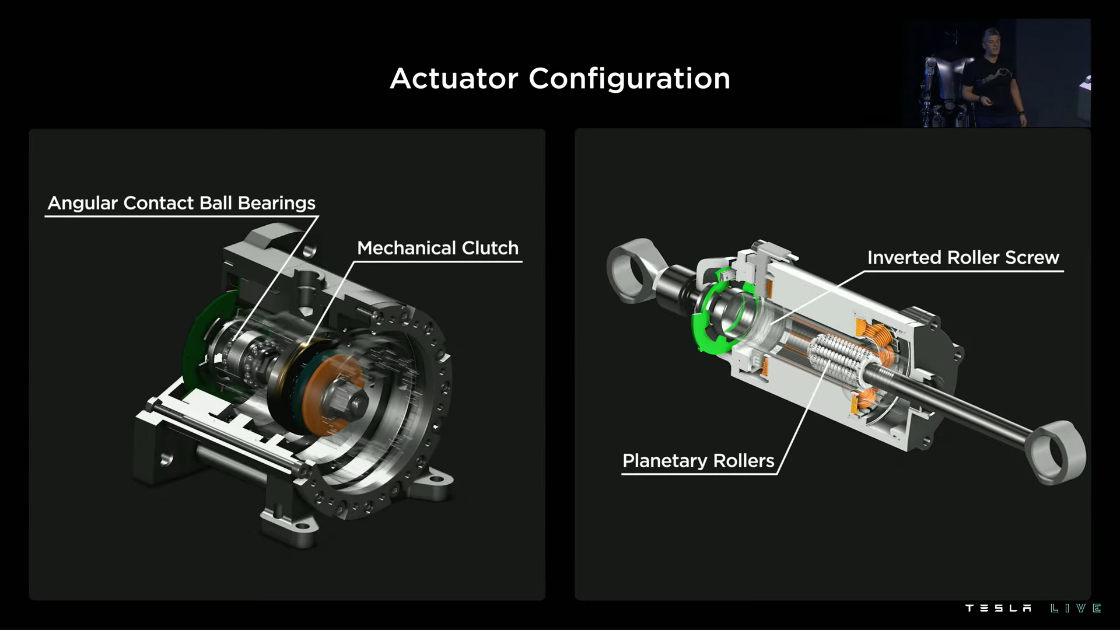 Actuator Configuration
Angular Contact Ball Bearings
Mechanical Clutch
Inverted Roller Screw
Planetary Rollers
TESLA LIVE